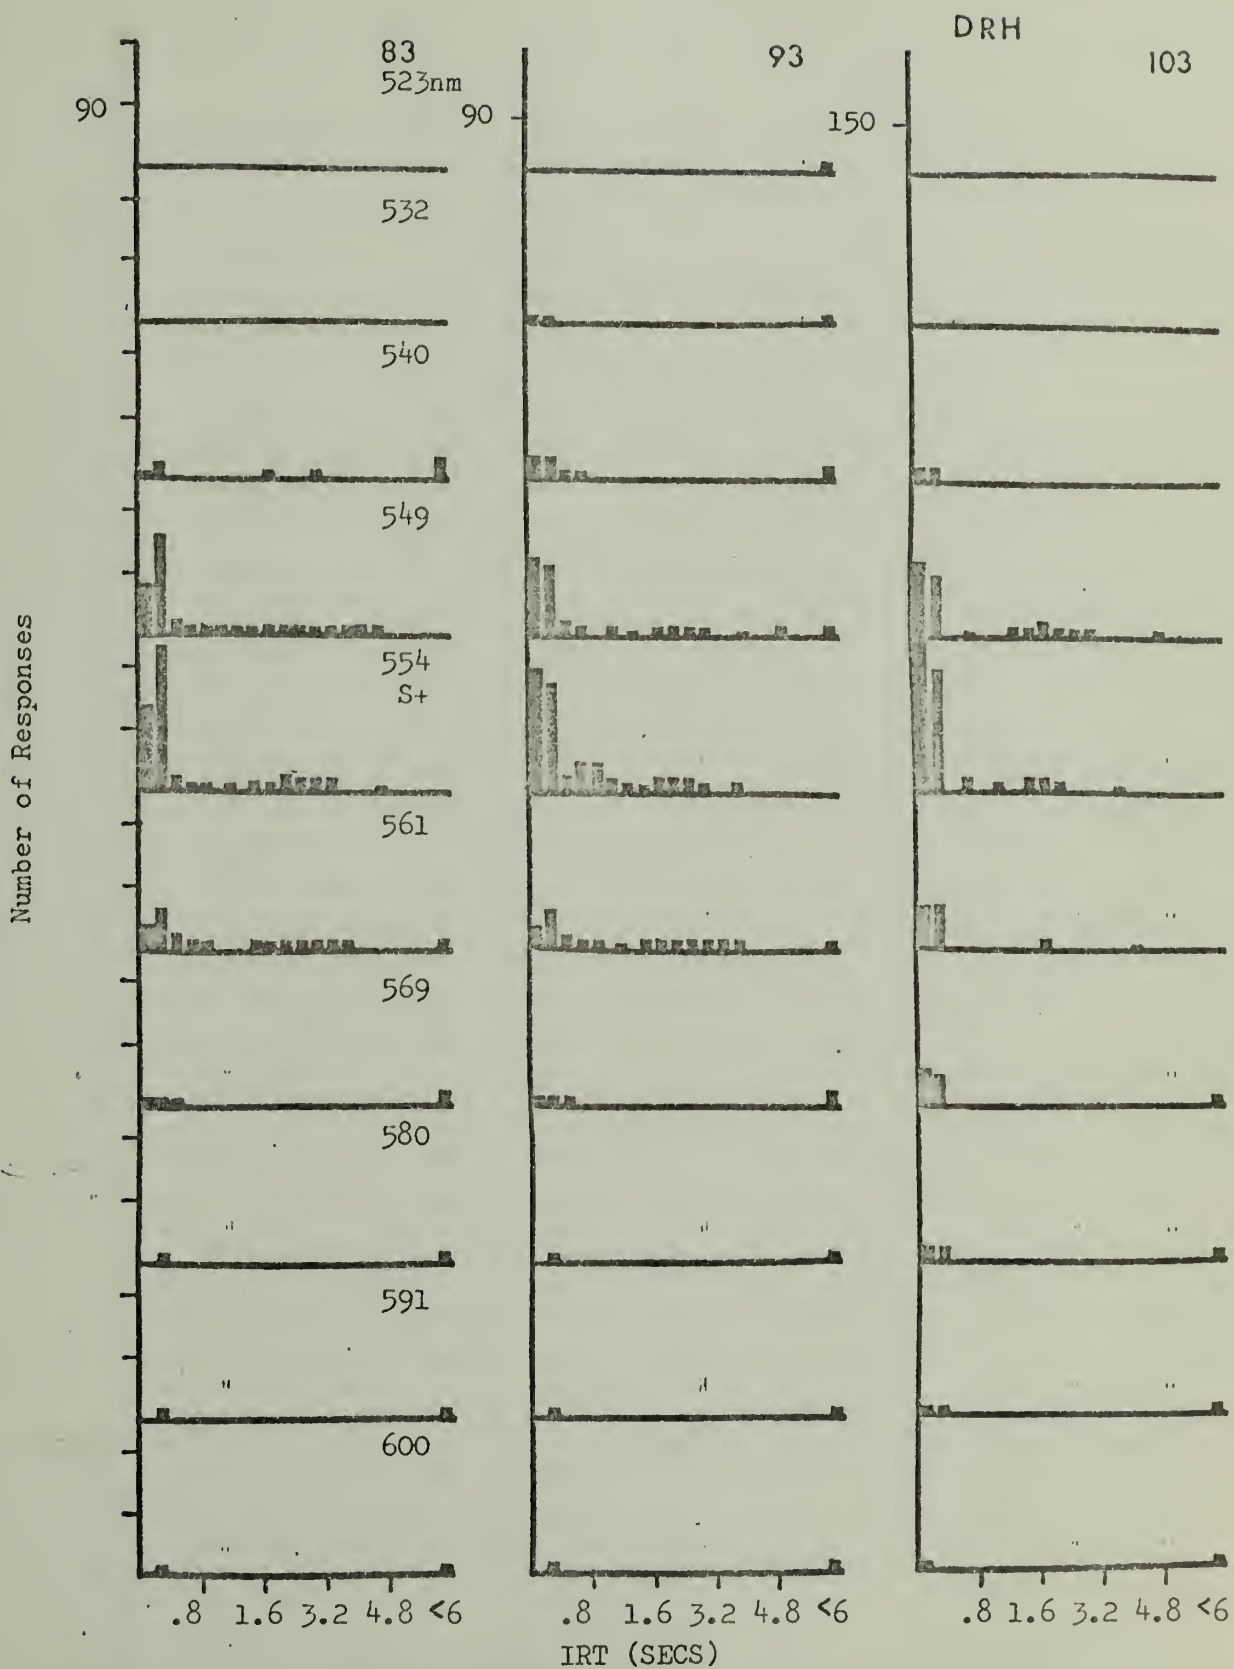 DRH
83
93
103
523nm
90
90
150
532
540
549
554
S+
561
569
580
591
600
Number of Responses
.8 1.6 3.2 4.8 <6
.8 1.6 3.2 4.8 <6
.8 1.6 3.2 4.8 <6
IRT (SECS)